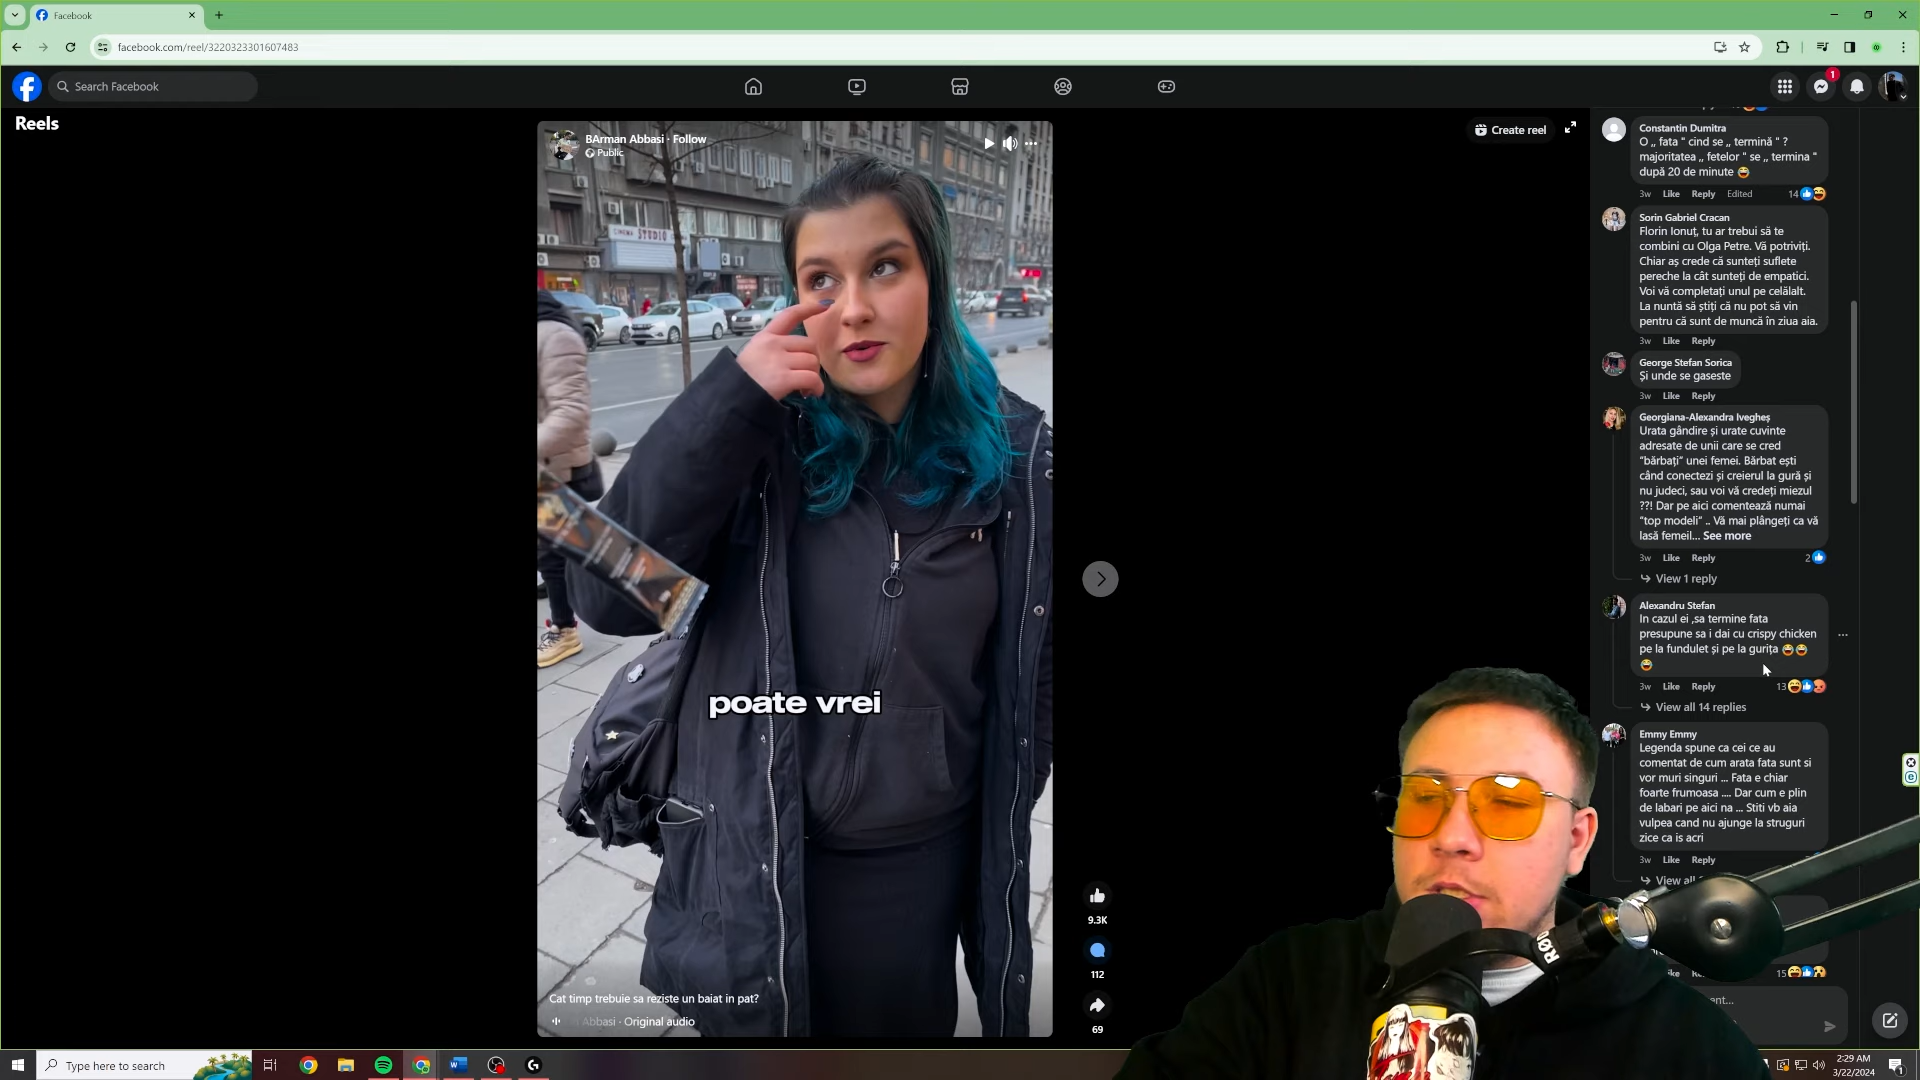 Facebook
facebook.com/reel/3220323301607483
Search Facebook
1
Reels
BArman Abbasi · Follow
Public
Create reel
CINEMA STUDIO
poate vrei
Cat timp trebuie sa reziste un baiat in pat?
Abbasi · Original audio
9.3K
112
69
Constantin Dumitra
O „ fata " cind se „ termină " ?
majoritatea „ fetelor " se „ termina "
după 20 de minute 😂
3w Like Reply Edited 14
Sorin Gabriel Cracan
Florin Ionuț, tu ar trebui să te
combini cu Olga Petre. Vă potriviți.
Chiar aș crede că sunteți suflete
pereche la cât sunteți de empatici.
Voi vă completați unul pe celălalt.
La nuntă să știți că nu pot să vin
pentru că sunt de muncă în ziua aia.
3w Like Reply
George Stefan Sorica
Și unde se gaseste
3w Like Reply
Georgiana-Alexandra Ivegheș
Urata gândire și urate cuvinte
adresate de unii care se cred
“bărbați” unei femei. Bărbat ești
când conectezi și creierul la gură și
nu judeci, sau voi vă credeți miezul
??! Dar pe aici comentează numai
“top modeli” .. Vă mai plângeți ca vă
lasă femeil... See more
3w Like Reply 2
View 1 reply
Alexandru Stefan
In cazul ei ,sa termine fata
presupune sa i dai cu crispy chicken
pe la fundulet și pe la gurița 😂😂
😂
3w Like Reply 13
View all 14 replies
Emmy Emmy
Legenda spune ca cei ce au
comentat de cum arata fata sunt si
vor muri singuri ... Fata e chiar
foarte frumoasa .... Dar cum e plin
de labari pe aici na ... Stiti vb aia
vulpea cand nu ajunge la struguri
zice ca is acri
3w Like Reply
View all
15
ent...
RØD
Type here to search
2:29 AM
3/22/2024
1